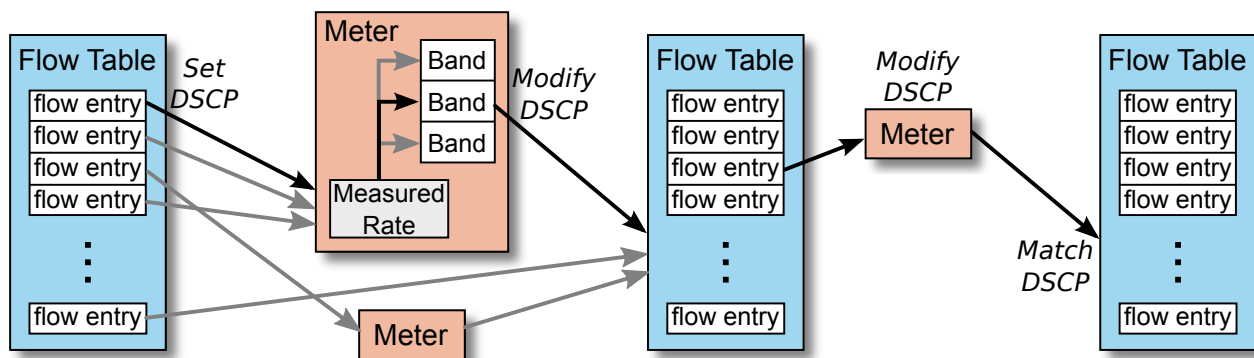 Flow Table
flow entry
flow entry
flow entry
flow entry
flow entry
Set
DSCP
Meter
Band
Band
Band
Measured
Rate
Modify
DSCP
Meter
Flow Table
flow entry
flow entry
flow entry
flow entry
flow entry
Modify
DSCP
Meter
Match
DSCP
Flow Table
flow entry
flow entry
flow entry
flow entry
flow entry